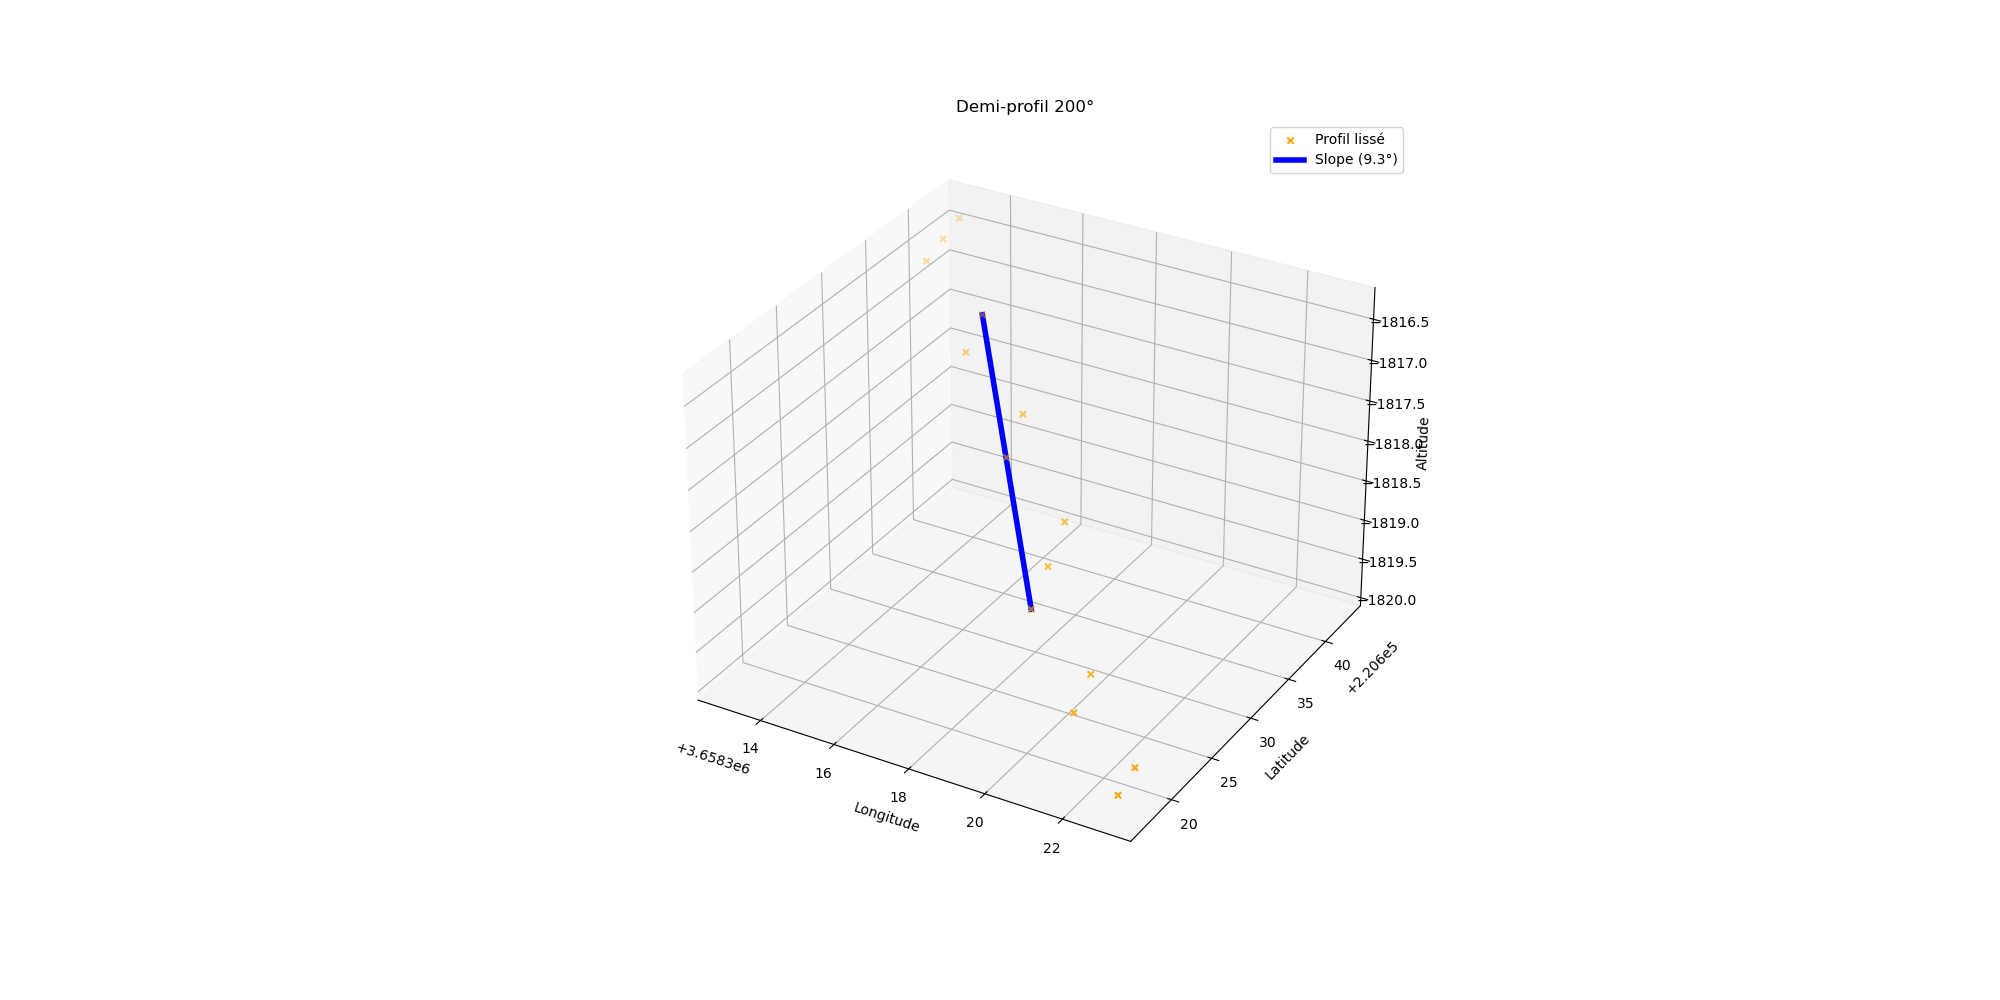 Demi-profil 200°
Profil lissé
Slope (9.3°)
−1816.5
−1817.0
−1817.5
−1818.0
−1818.5
−1819.0
−1819.5
−1820.0
Altitude
40
35
30
25
20
+2.206e5
Latitude
14
16
18
20
22
+3.6583e6
Longitude